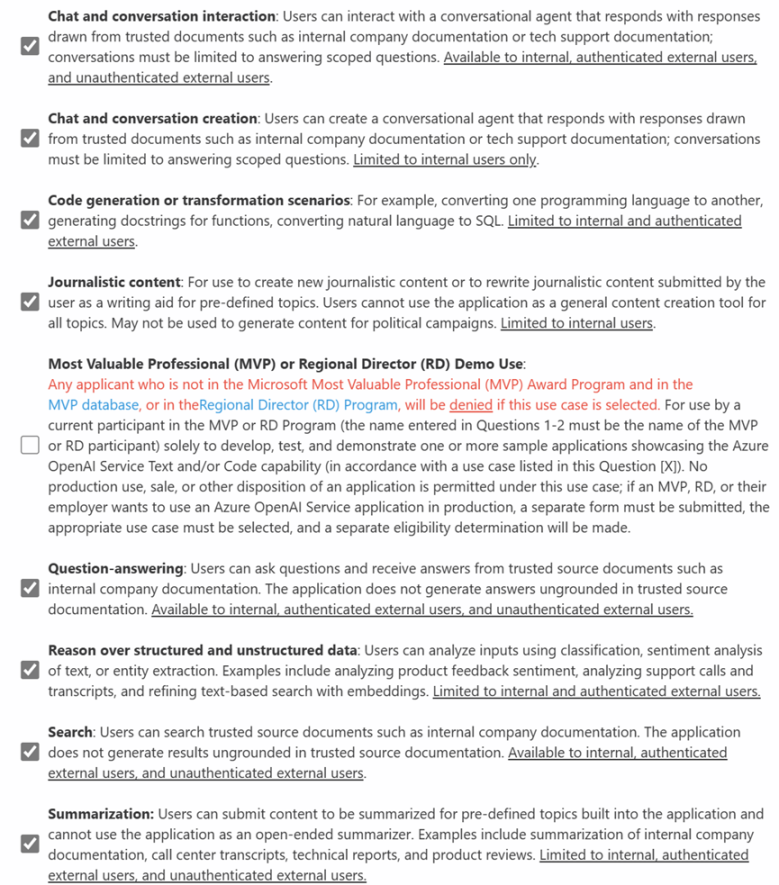 Chat and conversation interaction: Users can interact with a conversational agent that responds with responses
drawn from trusted documents such as internal company documentation or tech support documentation;
conversations must be limited to answering scoped questions. Available to internal, authenticated external users,
and unauthenticated external users.
Chat and conversation creation: Users can create a conversational agent that responds with responses drawn
from trusted documents such as internal company documentation or tech support documentation; conversations
must be limited to answering scoped questions. Limited to internal users only.
Code generation or transformation scenarios: For example, converting one programming language to another,
generating docstrings for functions, converting natural language to SQL. Limited to internal and authenticated
external users.
Journalistic content: For use to create new journalistic content or to rewrite journalistic content submitted by the
user as a writing aid for pre-defined topics. Users cannot use the application as a general content creation tool for
all topics. May not be used to generate content for political campaigns. Limited to internal users.
Most Valuable Professional (MVP) or Regional Director (RD) Demo Use:
Any applicant who is not in the Microsoft Most Valuable Professional (MVP) Award Program and in the
MVP database, or in theRegional Director (RD) Program, will be denied if this use case is selected. For use by a
current participant in the MVP or RD Program (the name entered in Questions 1-2 must be the name of the MVP
or RD participant) solely to develop, test, and demonstrate one or more sample applications showcasing the Azure
OpenAI Service Text and/or Code capability (in accordance with a use case listed in this Question [X]). No
production use, sale, or other disposition of an application is permitted under this use case; if an MVP, RD, or their
employer wants to use an Azure OpenAI Service application in production, a separate form must be submitted, the
appropriate use case must be selected, and a separate eligibility determination will be made.
Question-answering: Users can ask questions and receive answers from trusted source documents such as
internal company documentation. The application does not generate answers ungrounded in trusted source
documentation. Available to internal, authenticated external users, and unauthenticated external users.
Reason over structured and unstructured data: Users can analyze inputs using classification, sentiment analysis
of text, or entity extraction. Examples include analyzing product feedback sentiment, analyzing support calls and
transcripts, and refining text-based search with embeddings. Limited to internal and authenticated external users.
Search: Users can search trusted source documents such as internal company documentation. The application
does not generate results ungrounded in trusted source documentation. Available to internal, authenticated
external users, and unauthenticated external users.
Summarization: Users can submit content to be summarized for pre-defined topics built into the application and
cannot use the application as an open-ended summarizer. Examples include summarization of internal company
documentation, call center transcripts, technical reports, and product reviews. Limited to internal, authenticated
external users, and unauthenticated external users.